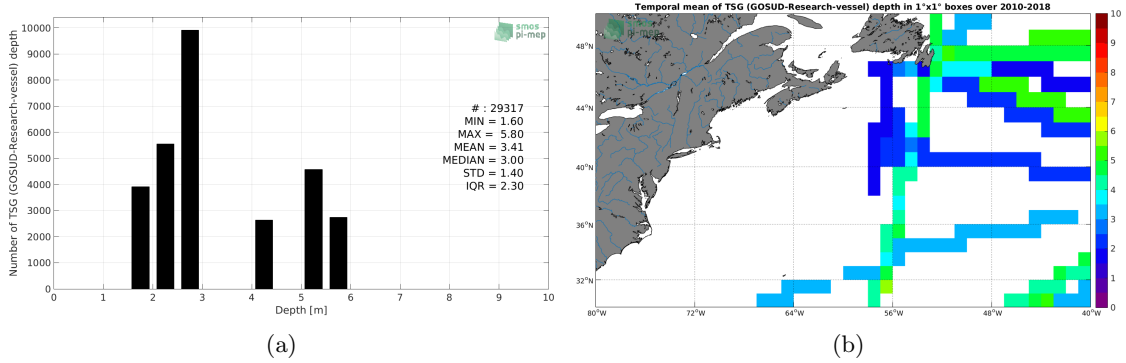 Number of TSG (GOSUD-Research-vessel) depth
10000
9000
8000
7000
6000
5000
4000
3000
2000
1000
0
0 1 2 3 4 5 6 7 8 9 10
Depth [m]
smos
pi-mep
# : 29317
MIN = 1.60
MAX = 5.80
MEAN = 3.41
MEDIAN = 3.00
STD = 1.40
IQR = 2.30
(a)
Temporal mean of TSG (GOSUD-Research-vessel) depth in 1°x1° boxes over 2010-2018
smos
pi-mep
48°N
44°N
40°N
36°N
32°N
80°W 72°W 64°W 56°W 48°W 40°W
10
9
8
7
6
5
4
3
2
1
0
(b)